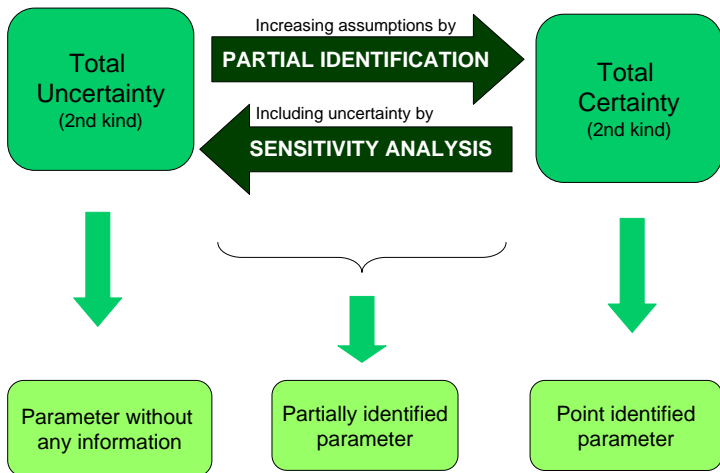 Total
Uncertainty
(2nd kind)
Increasing assumptions by
PARTIAL IDENTIFICATION
Including uncertainty by
SENSITIVITY ANALYSIS
Total
Certainty
(2nd kind)
Parameter without
any information
Partially identified
parameter
Point identified
parameter